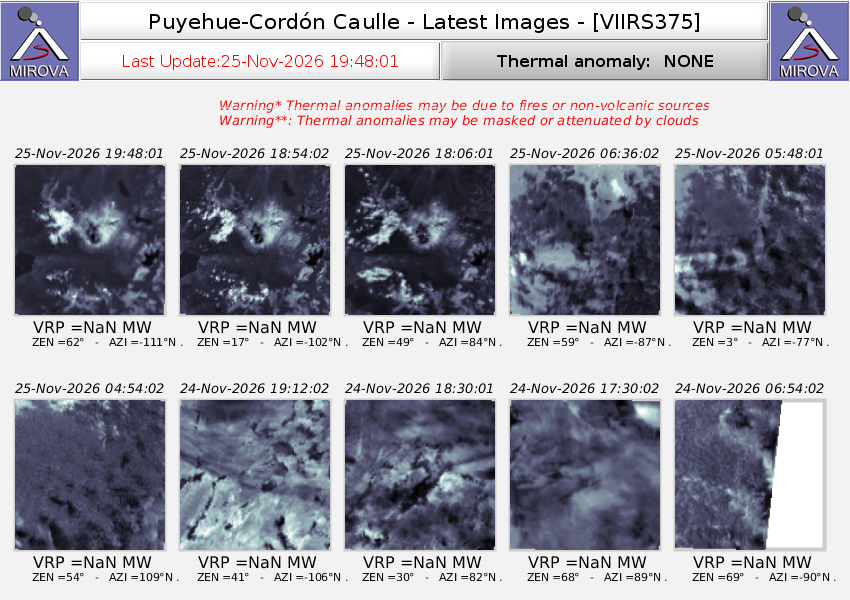 Puyehue-Cordón Caulle - Latest Images - [VIIRS375]
MIROVA
Last Update:25-Nov-2026 19:48:01
Thermal anomaly: NONE
MIROVA
Warning* Thermal anomalies may be due to fires or non-volcanic sources
Warning**: Thermal anomalies may be masked or attenuated by clouds
25-Nov-2026 19:48:01
25-Nov-2026 18:54:02
25-Nov-2026 18:06:01
25-Nov-2026 06:36:02
25-Nov-2026 05:48:01
VRP =NaN MW
VRP =NaN MW
VRP =NaN MW
VRP =NaN MW
VRP =NaN MW
ZEN =62° - AZI =-111°N .
ZEN =17° - AZI =-102°N .
ZEN =49° - AZI =84°N .
ZEN =59° - AZI =-87°N .
ZEN =3° - AZI =-77°N .
25-Nov-2026 04:54:02
24-Nov-2026 19:12:02
24-Nov-2026 18:30:01
24-Nov-2026 17:30:02
24-Nov-2026 06:54:02
VRP =NaN MW
VRP =NaN MW
VRP =NaN MW
VRP =NaN MW
VRP =NaN MW
ZEN =54° - AZI =109°N .
ZEN =41° - AZI =-106°N .
ZEN =30° - AZI =82°N .
ZEN =68° - AZI =89°N .
ZEN =69° - AZI =-90°N .